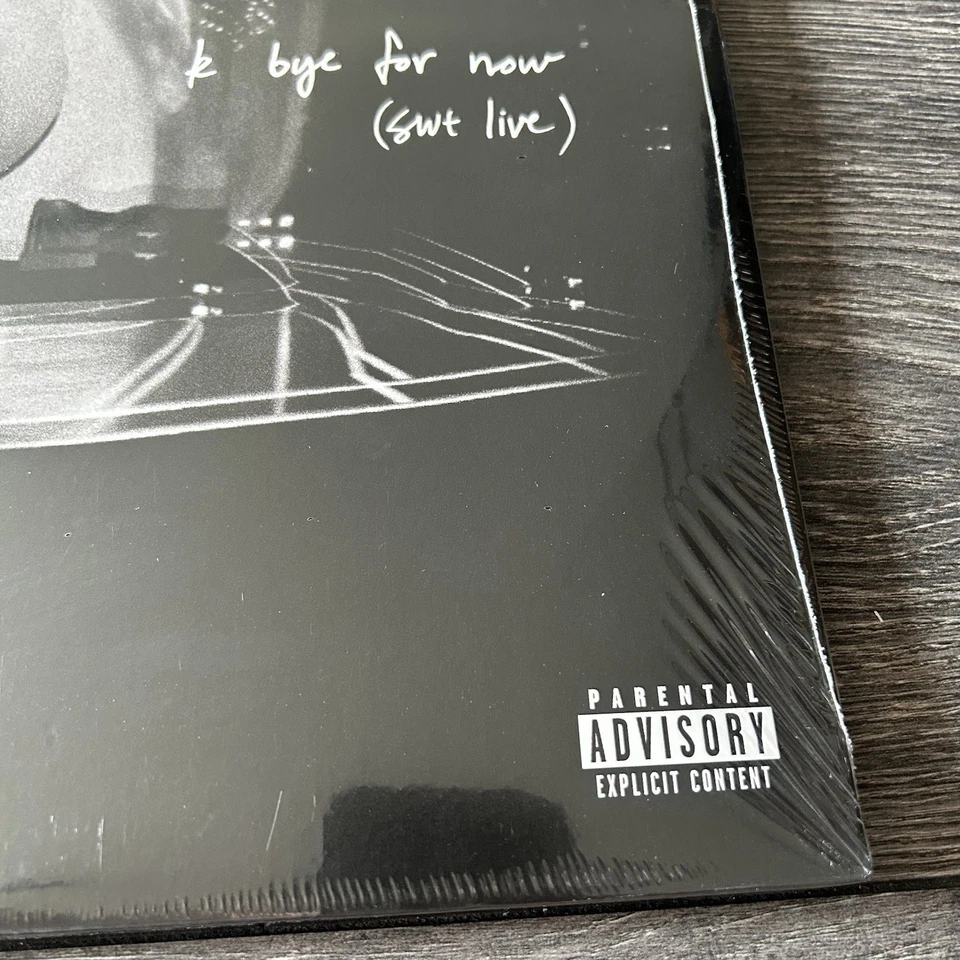 k bye for now
(swt live)
PARENTAL
ADVISORY
EXPLICIT CONTENT